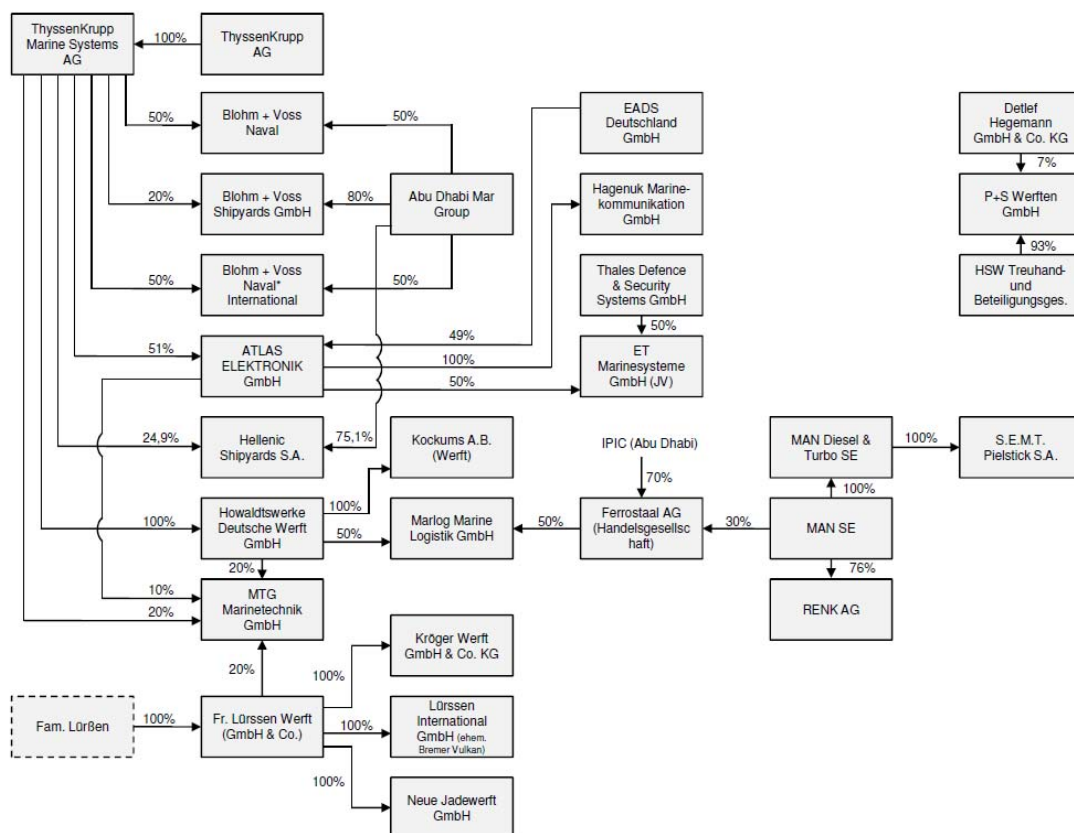 ThyssenKrupp
Marine Systems
AG
100%
ThyssenKrupp
AG
50%
Blohm + Voss
Naval
50%
EADS
Deutschland
GmbH
Detlef
Hegemann
GmbH & Co. KG
7%
20%
Blohm + Voss
Shipyards GmbH
80%
Abu Dhabi Mar
Group
Hagenuk Marine-
kommunikation
GmbH
P+S Werften
GmbH
93%
50%
Blohm + Voss
Naval*
International
50%
Thales Defence
& Security
Systems GmbH
HSW Treuhand-
und
Beteiligungsges.
50%
51%
ATLAS
ELEKTRONIK
GmbH
49%
100%
50%
ET
Marinesysteme
GmbH (JV)
24,9%
Hellenic
Shipyards S.A.
75,1%
Kockums A.B.
(Werft)
IPIC (Abu Dhabi)
70%
MAN Diesel &
Turbo SE
100%
S.E.M.T.
Pielstick S.A.
100%
100%
Howaldtswerke
Deutsche Werft
GmbH
100%
50%
Marlog Marine
Logistik GmbH
50%
Ferrostaal AG
(Handelsgesellsc
haft)
30%
MAN SE
20%
76%
10%
20%
MTG
Marinetechnik
GmbH
RENK AG
20%
100%
Kröger Werft
GmbH & Co. KG
Fam. Lürßen
100%
Fr. Lürssen Werft
(GmbH & Co.)
100%
Lürssen
International
GmbH (ehem.
Bremer Vulkan)
100%
Neue Jadewerft
GmbH